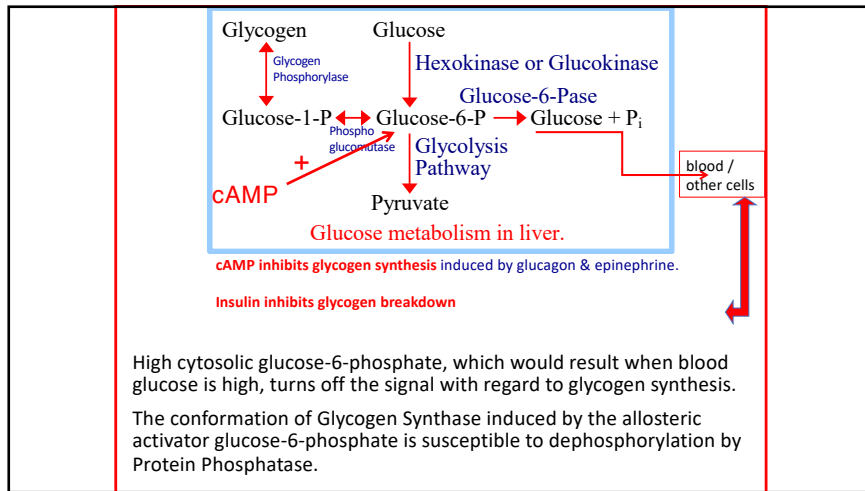 Glycogen Glucose
Glycogen
Phosphorylase
Hexokinase or Glucokinase
Glucose-6-Pase
Glucose-1-P Glucose-6-P Glucose + Pi
Phospho
glucomutase
Glycolysis
Pathway
+
cAMP
Pyruvate
blood /
other cells
Glucose metabolism in liver.
cAMP inhibits glycogen synthesis induced by glucagon & epinephrine.
Insulin inhibits glycogen breakdown
High cytosolic glucose-6-phosphate, which would result when blood
glucose is high, turns off the signal with regard to glycogen synthesis.
The conformation of Glycogen Synthase induced by the allosteric
activator glucose-6-phosphate is susceptible to dephosphorylation by
Protein Phosphatase.